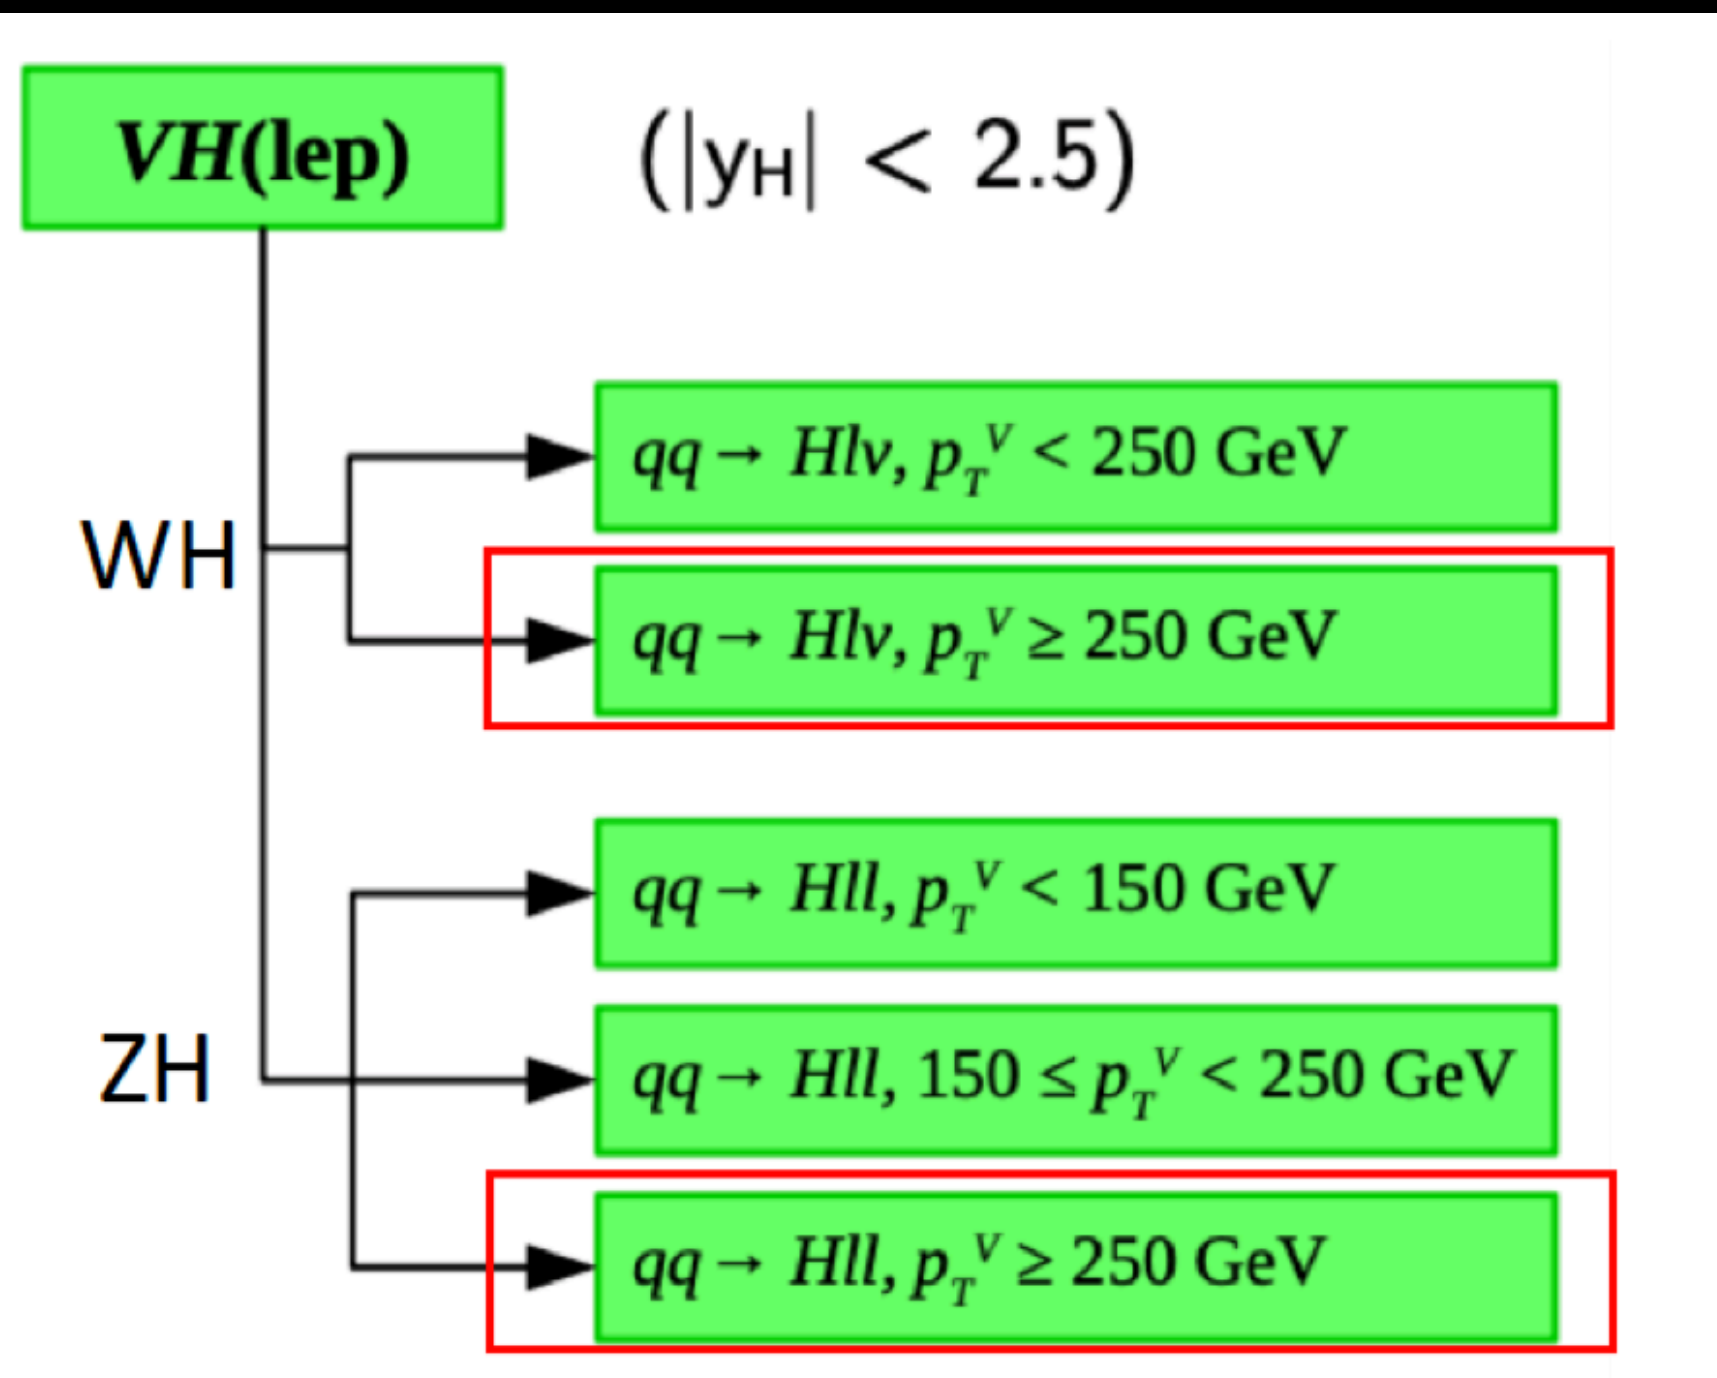 VH(lep) (|yH| < 2.5)
qq → Hlν, pTV < 250 GeV
WH
qq → Hlν, pTV ≥ 250 GeV
qq → Hll, pTV < 150 GeV
ZH
qq → Hll, 150 ≤ pTV < 250 GeV
qq → Hll, pTV ≥ 250 GeV